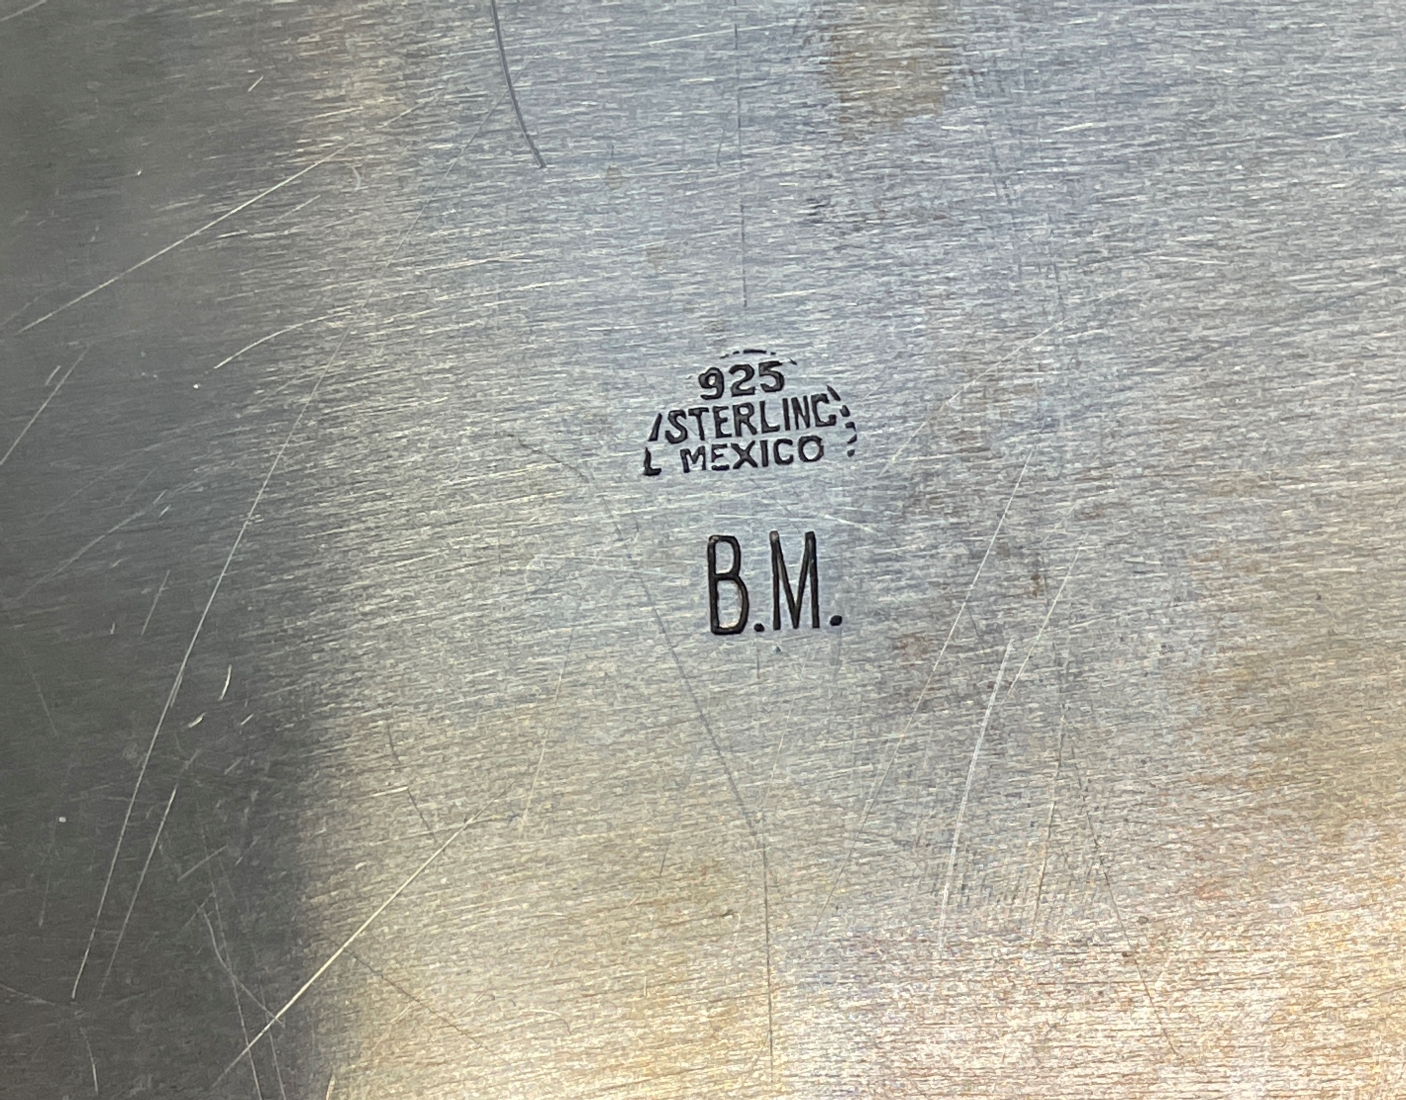 925
STERLING
MEXICO
B.M.